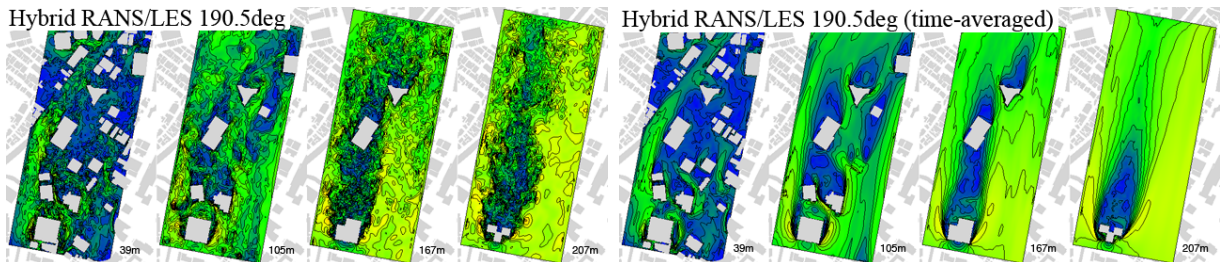 Hybrid RANS/LES 190.5deg
39m
105m
167m
207m
Hybrid RANS/LES 190.5deg (time-averaged)
39m
105m
167m
207m